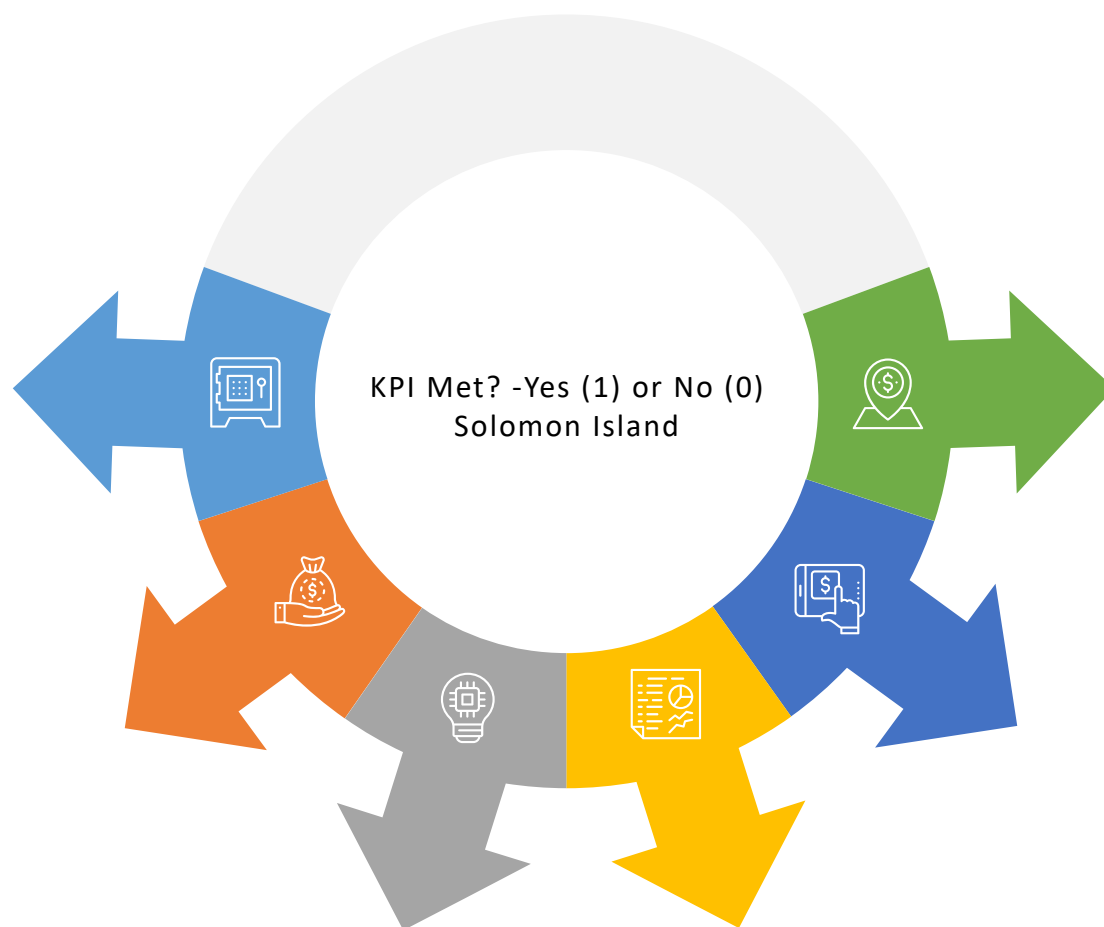 KPI Met? -Yes (1) or No (0)
Solomon Island
$
$
$